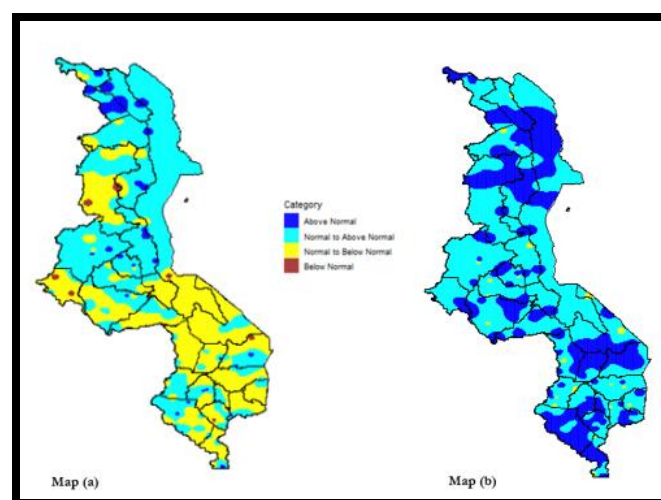 Category
Above Normal
Normal to Above Normal
Normal to Below Normal
Below Normal
Map (a)
Map (b)